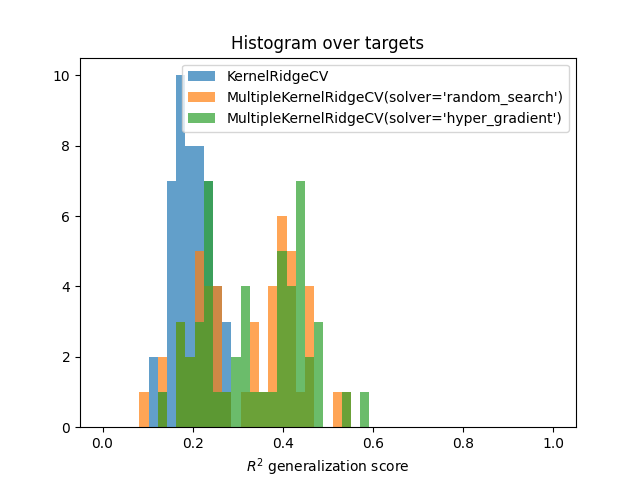 Histogram over targets
KernelRidgeCV
MultipleKernelRidgeCV(solver='random_search')
MultipleKernelRidgeCV(solver='hyper_gradient')
10
8
6
4
2
0
0.0 0.2 0.4 0.6 0.8 1.0
R² generalization score